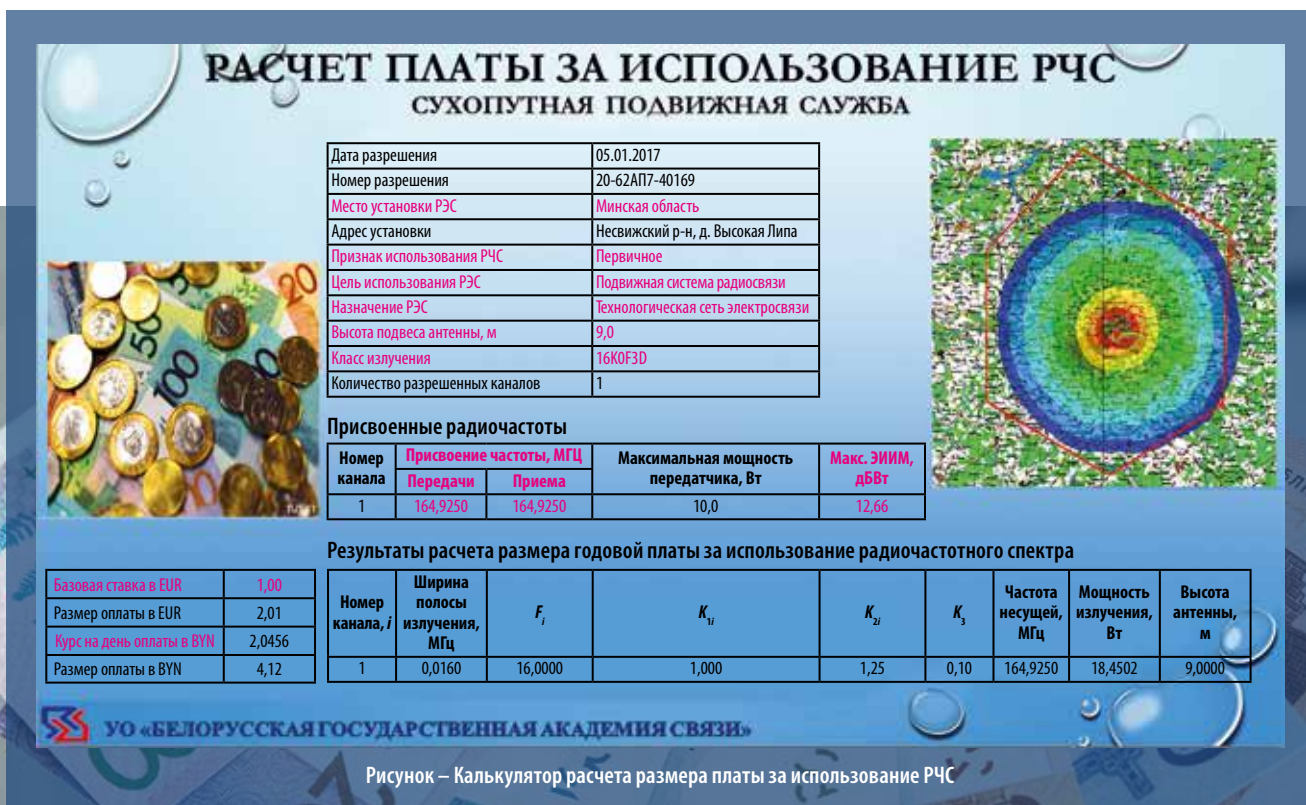 РАСЧЕТ ПЛАТЫ ЗА ИСПОЛЬЗОВАНИЕ РЧС
СУХОПУТНАЯ ПОДВИЖНАЯ СЛУЖБА
Дата разрешения 05.01.2017
Номер разрешения 20-62АП7-40169
Место установки РЭС Минская область
Адрес установки Несвижский р-н, д. Высокая Липа
Признак использования РЧС Первичное
Цель использования РЭС Подвижная система радиосвязи
Назначение РЭС Технологическая сеть электросвязи
Высота подвеса антенны, м 9,0
Класс излучения 16K0F3D
Количество разрешенных каналов 1
Присвоенные радиочастоты
Номер канала Присвоение частоты, МГЦ Максимальная мощность передатчика, Вт Макс. ЭИИМ, дБВт
Передачи Приема
1 164,9250 164,9250 10,0 12,66
Результаты расчета размера годовой платы за использование радиочастотного спектра
Базовая ставка в EUR 1,00
Размер оплаты в EUR 2,01
Курс на день оплаты в BYN 2,0456
Размер оплаты в BYN 4,12
Номер канала, i Ширина полосы излучения, МГц Fi K1i K2i K3 Частота несущей, МГц Мощность излучения, Вт Высота антенны, м
1 0,0160 16,0000 1,000 1,25 0,10 164,9250 18,4502 9,0000
УО «БЕЛОРУССКАЯ ГОСУДАРСТВЕННАЯ АКАДЕМИЯ СВЯЗИ»
Рисунок – Калькулятор расчета размера платы за использование РЧС